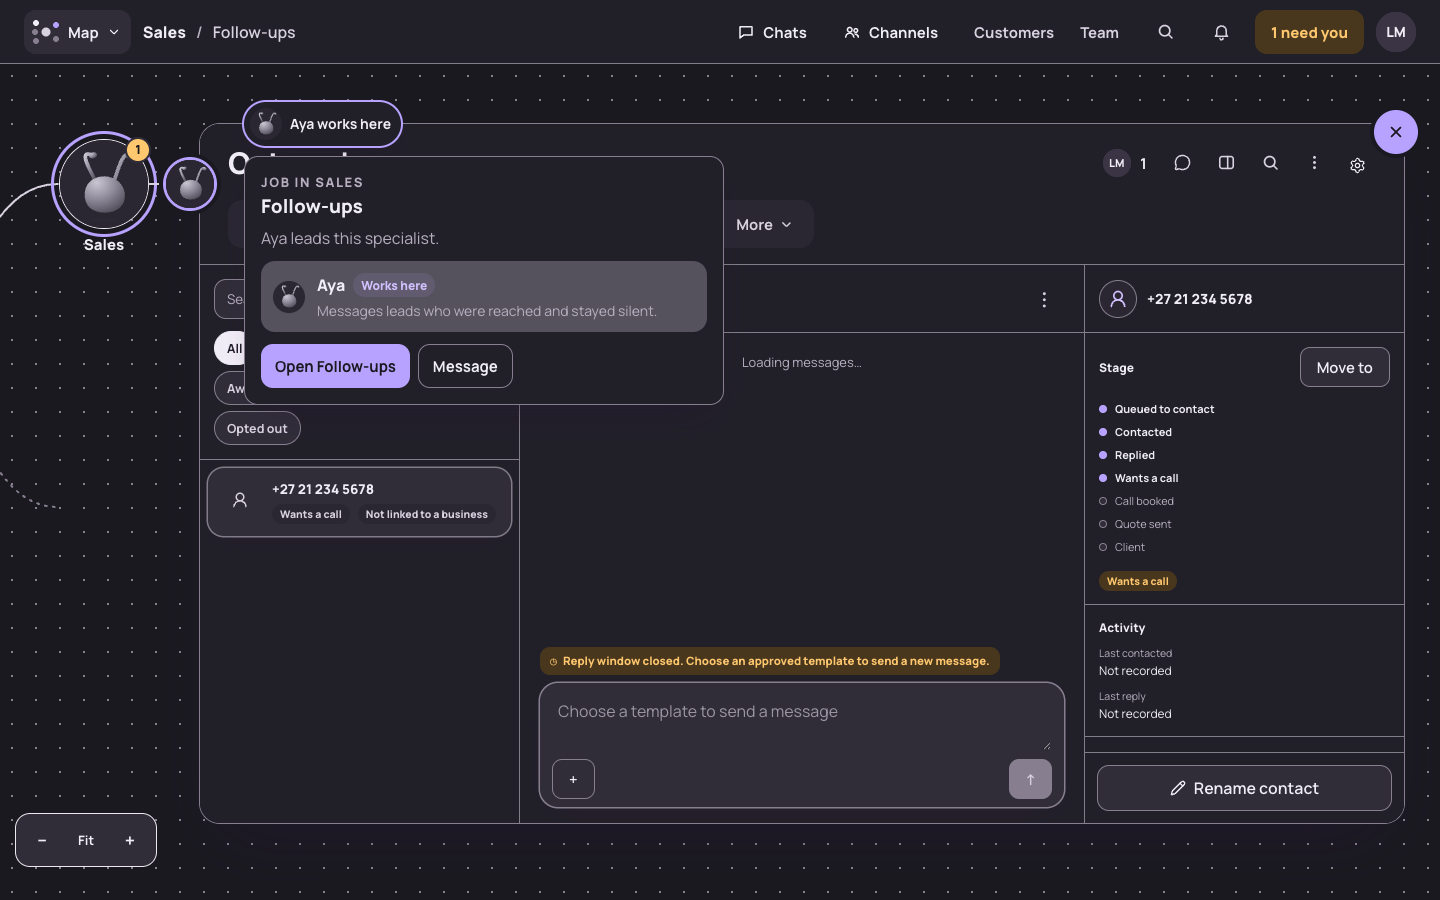 Map
Sales / Follow-ups
Chats
Channels
Customers
Team
1 need you
LM
Aya works here
1
Sales
LM 1
JOB IN SALES
Follow-ups
Aya leads this specialist.
Aya
Works here
Messages leads who were reached and stayed silent.
Open Follow-ups
Message
More
All
Opted out
+27 21 234 5678
Wants a call
Not linked to a business
Loading messages…
Reply window closed. Choose an approved template to send a new message.
Choose a template to send a message
+
+27 21 234 5678
Stage
Move to
Queued to contact
Contacted
Replied
Wants a call
Call booked
Quote sent
Client
Wants a call
Activity
Last contacted
Not recorded
Last reply
Not recorded
Rename contact
− Fit +